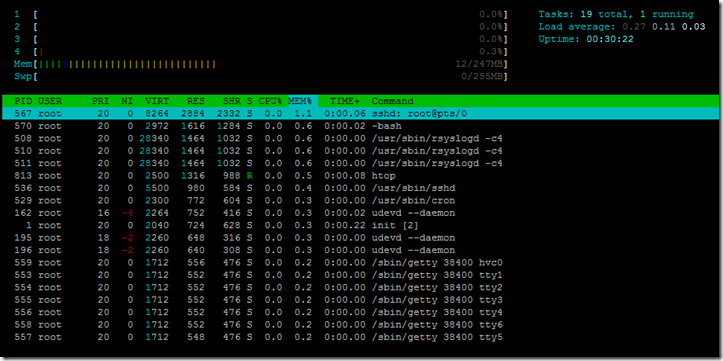 1 [ 0.0%] Tasks: 19 total, 1 running
2 [ 0.0%] Load average: 0.27 0.11 0.03
3 [ 0.0%] Uptime: 00:30:22
4 [| 0.3%]
Mem[|||||||||||||||||||||||||||||| 12/247MB]
Swp[ 0/255MB]
PID USER PRI NI VIRT RES SHR S CPU% MEM% TIME+ Command
567 root 20 0 8264 2884 2332 S 0.0 1.1 0:00.06 sshd: root@pts/0
570 root 20 0 2972 1616 1284 S 0.0 0.6 0:00.02 -bash
508 root 20 0 28340 1464 1032 S 0.0 0.6 0:00.00 /usr/sbin/rsyslogd -c4
510 root 20 0 28340 1464 1032 S 0.0 0.6 0:00.00 /usr/sbin/rsyslogd -c4
511 root 20 0 28340 1464 1032 S 0.0 0.6 0:00.00 /usr/sbin/rsyslogd -c4
813 root 20 0 2500 1316 988 R 0.0 0.5 0:00.08 htop
536 root 20 0 5500 980 584 S 0.0 0.4 0:00.00 /usr/sbin/sshd
529 root 20 0 2300 772 604 S 0.0 0.3 0:00.00 /usr/sbin/cron
162 root 16 -4 2264 752 416 S 0.0 0.3 0:00.02 udevd --daemon
1 root 20 0 2040 724 628 S 0.0 0.3 0:00.22 init [2]
195 root 18 -2 2260 648 316 S 0.0 0.3 0:00.00 udevd --daemon
196 root 18 -2 2260 640 308 S 0.0 0.3 0:00.00 udevd --daemon
559 root 20 0 1712 556 476 S 0.0 0.2 0:00.00 /sbin/getty 38400 hvc0
553 root 20 0 1712 552 476 S 0.0 0.2 0:00.00 /sbin/getty 38400 tty1
554 root 20 0 1712 552 476 S 0.0 0.2 0:00.00 /sbin/getty 38400 tty2
555 root 20 0 1712 552 476 S 0.0 0.2 0:00.00 /sbin/getty 38400 tty3
556 root 20 0 1712 552 476 S 0.0 0.2 0:00.00 /sbin/getty 38400 tty4
558 root 20 0 1712 552 476 S 0.0 0.2 0:00.00 /sbin/getty 38400 tty6
557 root 20 0 1712 548 476 S 0.0 0.2 0:00.00 /sbin/getty 38400 tty5